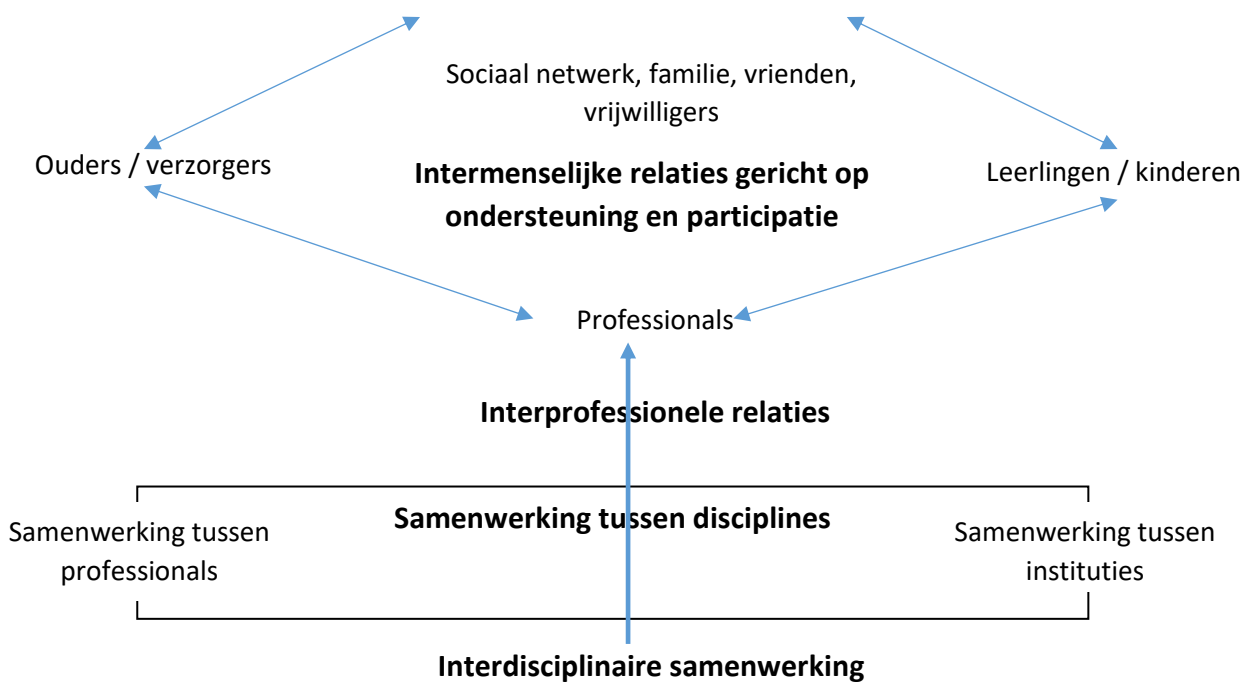 Sociaal netwerk, familie, vrienden,
vrijwilligers
Ouders / verzorgers
Intermenselijke relaties gericht op
ondersteuning en participatie
Leerlingen / kinderen
Professionals
Interprofessionele relaties
Samenwerking tussen
professionals
Samenwerking tussen disciplines
Samenwerking tussen
instituties
Interdisciplinaire samenwerking